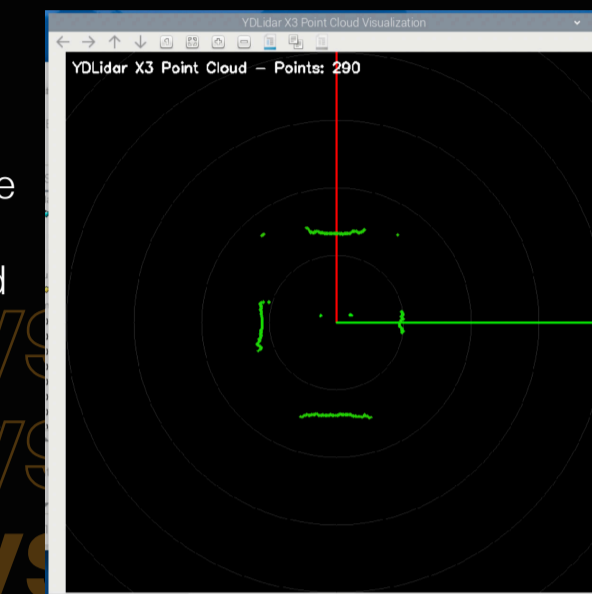 YDLidar X3 Point Cloud Visualization
YDLidar X3 Point Cloud – Points: 290